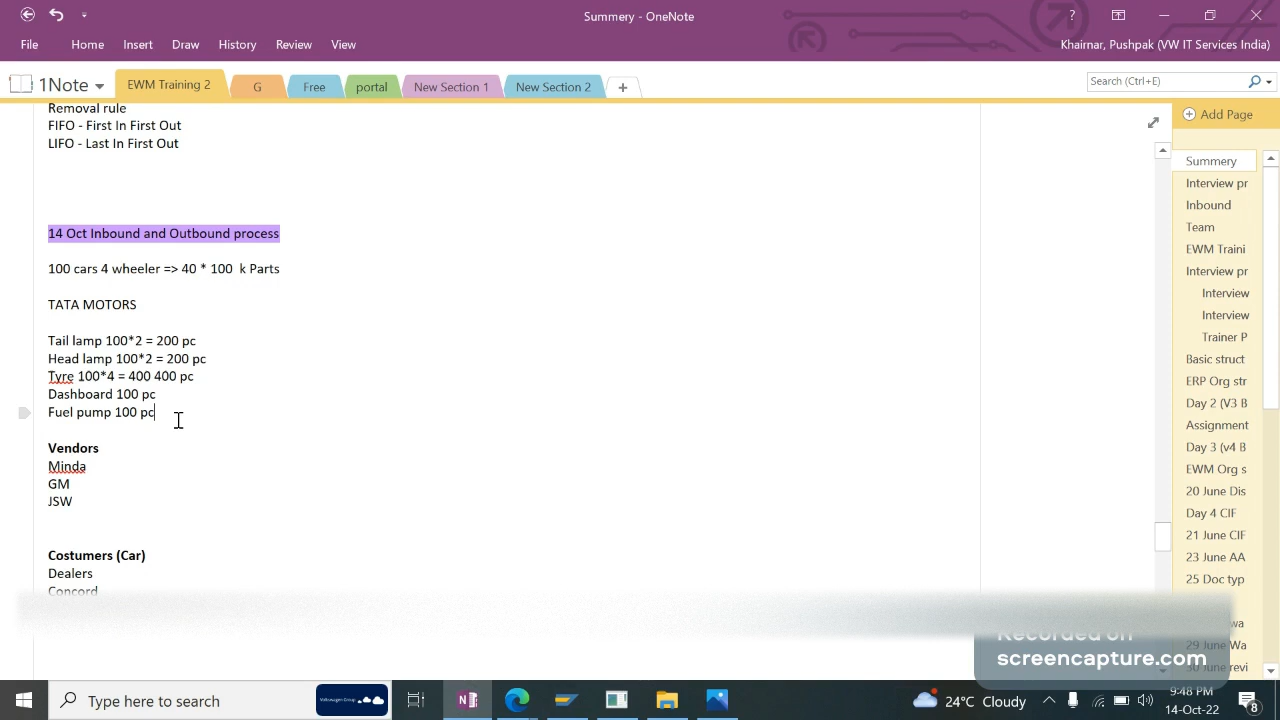 Summery - OneNote
?
File
Home
Insert
Draw
History
Review
View
Khairnar, Pushpak (VW IT Services India)
1Note
EWM Training 2
G
Free
portal
New Section 1
New Section 2
+
Search (Ctrl+E)
Add Page
Removal rule
FIFO - First In First Out
LIFO - Last In First Out
14 Oct Inbound and Outbound process
100 cars 4 wheeler => 40 * 100 k Parts
TATA MOTORS
Tail lamp 100*2 = 200 pc
Head lamp 100*2 = 200 pc
Tyre 100*4 = 400 400 pc
Dashboard 100 pc
Fuel pump 100 pc
Vendors
Minda
GM
JSW
Costumers (Car)
Dealers
Concord
Summery
Interview pr
Inbound
Team
EWM Traini
Interview pr
Interview
Interview
Trainer P
Basic struct
ERP Org str
Day 2 (V3 B
Assignment
Day 3 (v4 B
EWM Org s
20 June Dis
Day 4 CIF
21 June CIF
23 June AA
25 Doc typ
wa
29 June Wa
30 June revi
Recorded on
screencapture.com
Type here to search
24°C Cloudy
9:48 PM
14-Oct-22
8